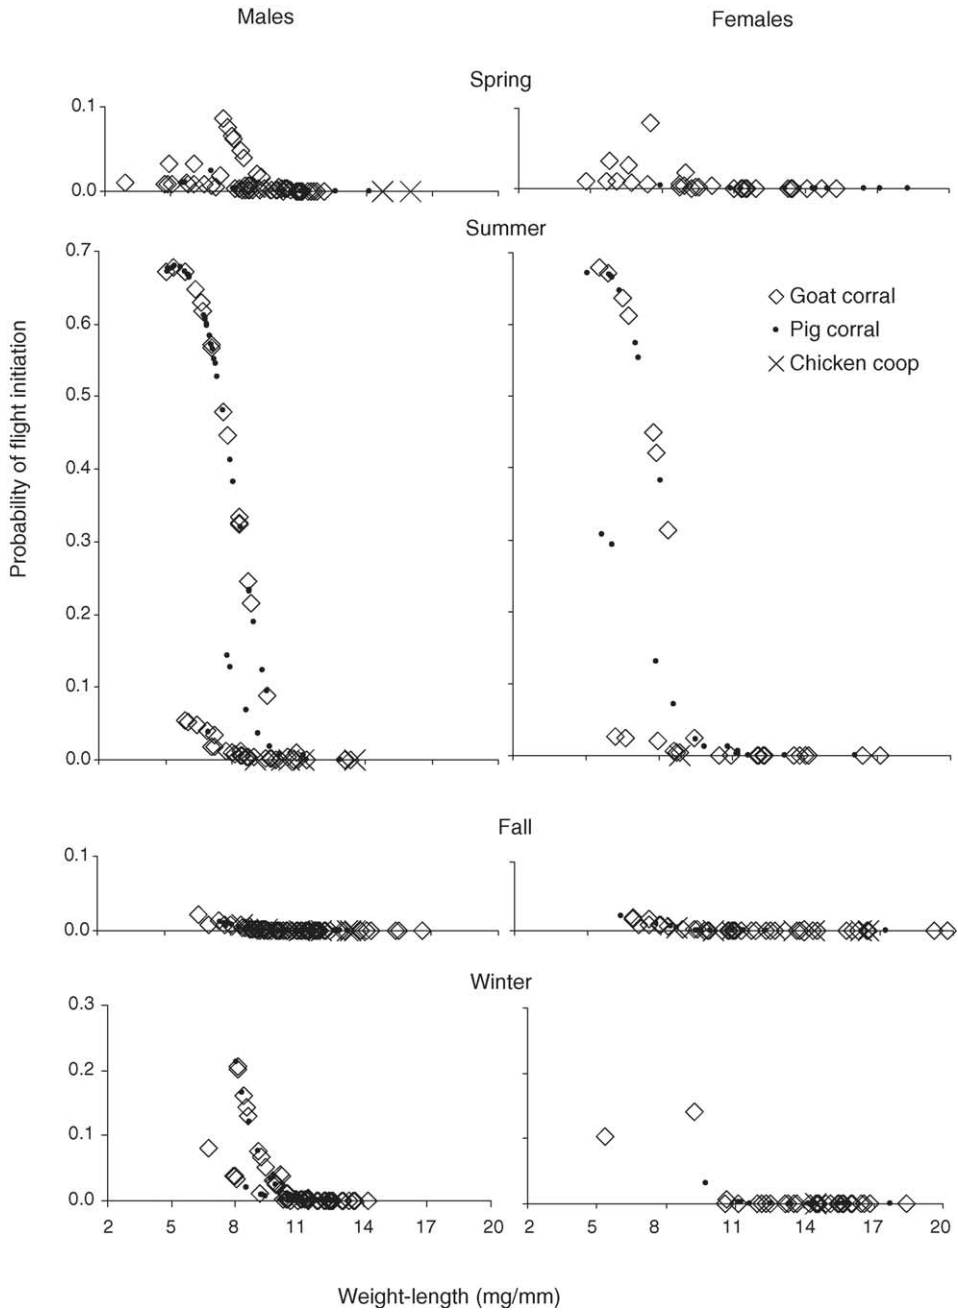 Males Females
Spring
0.1
0.0
Summer
0.7
0.6
0.5
0.4
0.3
0.2
0.1
0.0
Goat corral
Pig corral
Chicken coop
Probability of flight initiation
Fall
0.1
0.0
Winter
0.3
0.2
0.1
0.0
2 5 8 11 14 17 20 2 5 8 11 14 17 20
Weight-length (mg/mm)